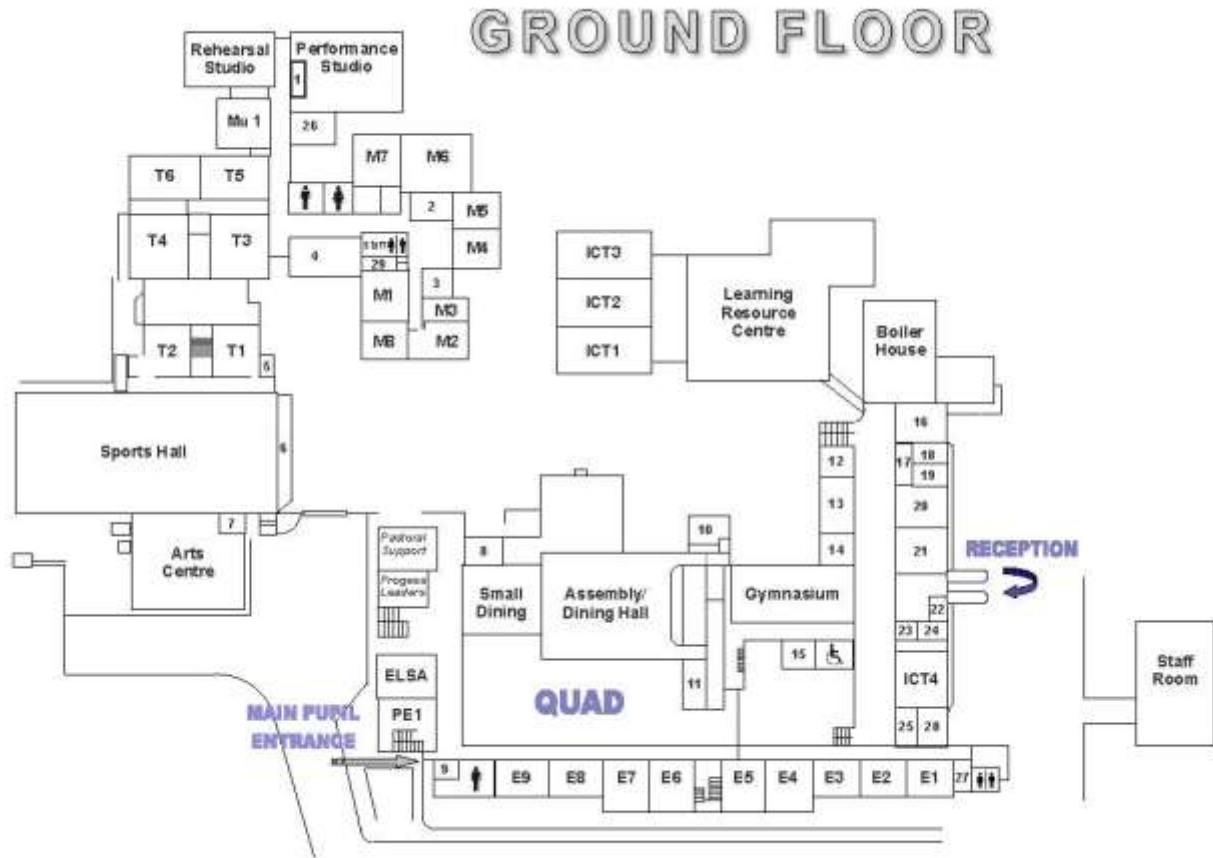 GROUND FLOOR
Rehearsal
Studio
Performance
Studio
1
Mu 1
26
M7
M6
T6
T5
2
M5
T4
T3
4
Staff
M4
29
3
M1
M3
M8
M2
ICT3
ICT2
ICT1
Learning
Resource
Centre
Boiler
House
T2
T1
5
Sports Hall
6
16
17
18
19
12
13
14
20
21
RECEPTION
7
Arts
Centre
Pastoral
Support
Progess
Leaders
8
10
Small
Dining
Assembly/
Dining Hall
Gymnasium
22
23
24
15
11
ELSA
ICT4
Staff
Room
QUAD
MAIN PUPIL
ENTRANCE
PE1
25
28
9
E9
E8
E7
E6
E5
E4
E3
E2
E1
27